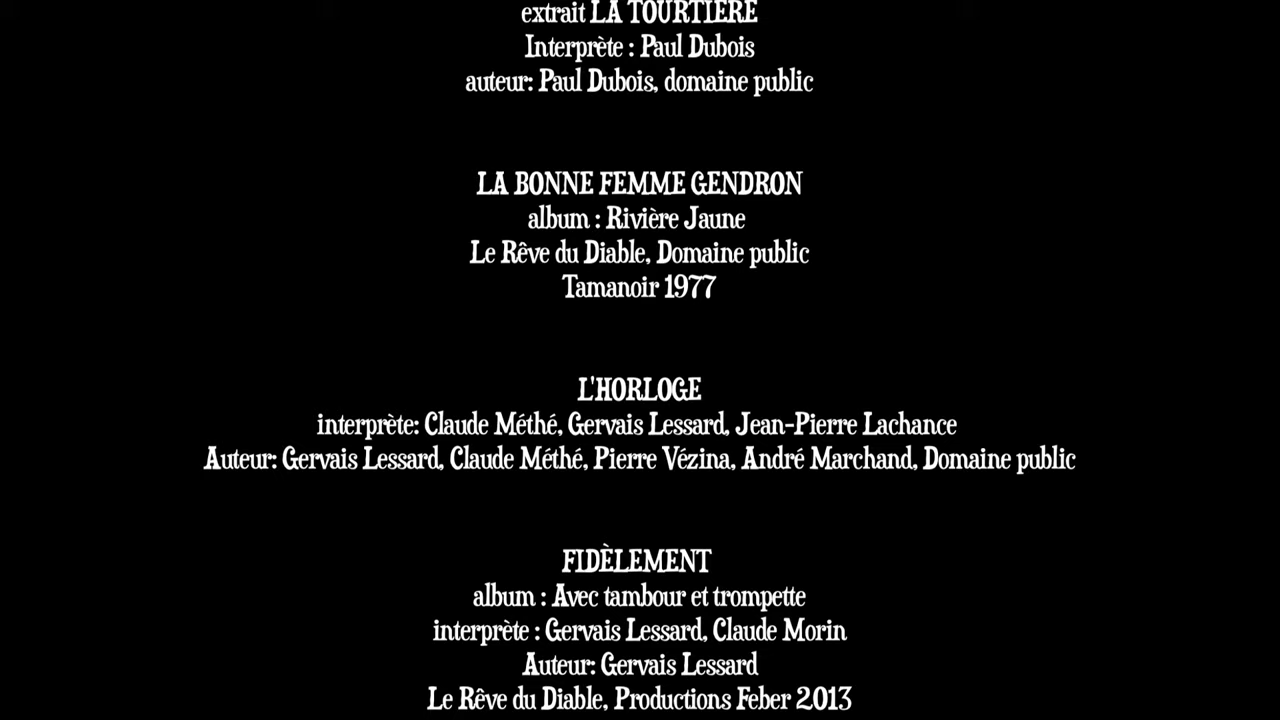 extrait LA TOURTIÈRE
Interprète : Paul Dubois
auteur: Paul Dubois, domaine public
LA BONNE FEMME GENDRON
album : Rivière Jaune
Le Rêve du Diable, Domaine public
Tamanoir 1977
L'HORLOGE
interprète: Claude Méthé, Gervais Lessard, Jean-Pierre Lachance
Auteur: Gervais Lessard, Claude Méthé, Pierre Vézina, André Marchand, Domaine public
FIDÈLEMENT
album : Avec tambour et trompette
interprète : Gervais Lessard, Claude Morin
Auteur: Gervais Lessard
Le Rêve du Diable, Productions Feber 2013